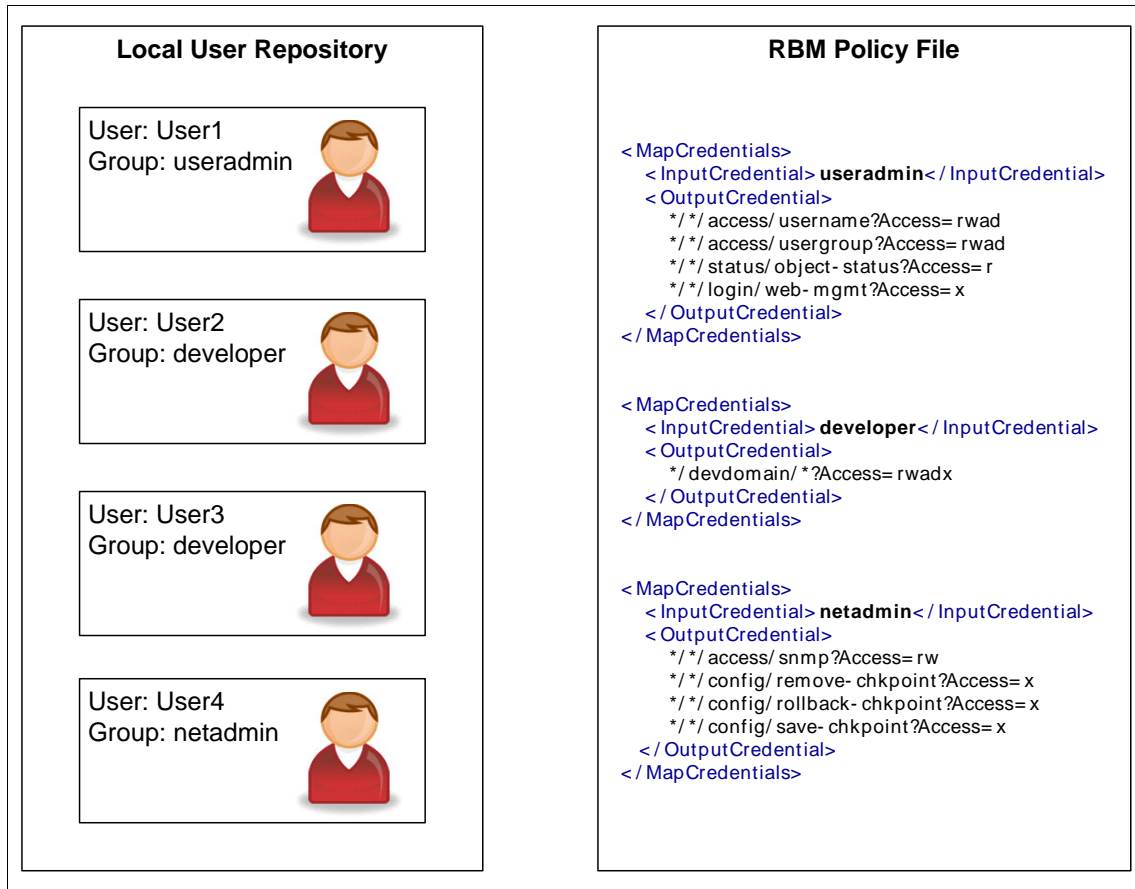 Local User Repository
User: User1
Group: useradmin
User: User2
Group: developer
User: User3
Group: developer
User: User4
Group: netadmin
RBM Policy File
<MapCredentials>
<InputCredential>useradmin</InputCredential>
<OutputCredential>
*/*/access/username?Access=rwad
*/*/access/usergroup?Access=rwad
*/*/status/object-status?Access=r
*/*/login/web-mgmt?Access=x
</OutputCredential>
</MapCredentials>
<MapCredentials>
<InputCredential>developer</InputCredential>
<OutputCredential>
*/devdomain/*?Access=rwadx
</OutputCredential>
</MapCredentials>
<MapCredentials>
<InputCredential>netadmin</InputCredential>
<OutputCredential>
*/*/access/snmp?Access=rw
*/*/config/remove-chkpoint?Access=x
*/*/config/rollback-chkpoint?Access=x
*/*/config/save-chkpoint?Access=x
</OutputCredential>
</MapCredentials>